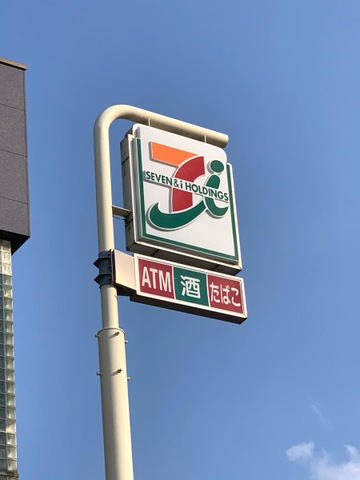 SEVEN & i HOLDINGS
ATM 酒 たばこ